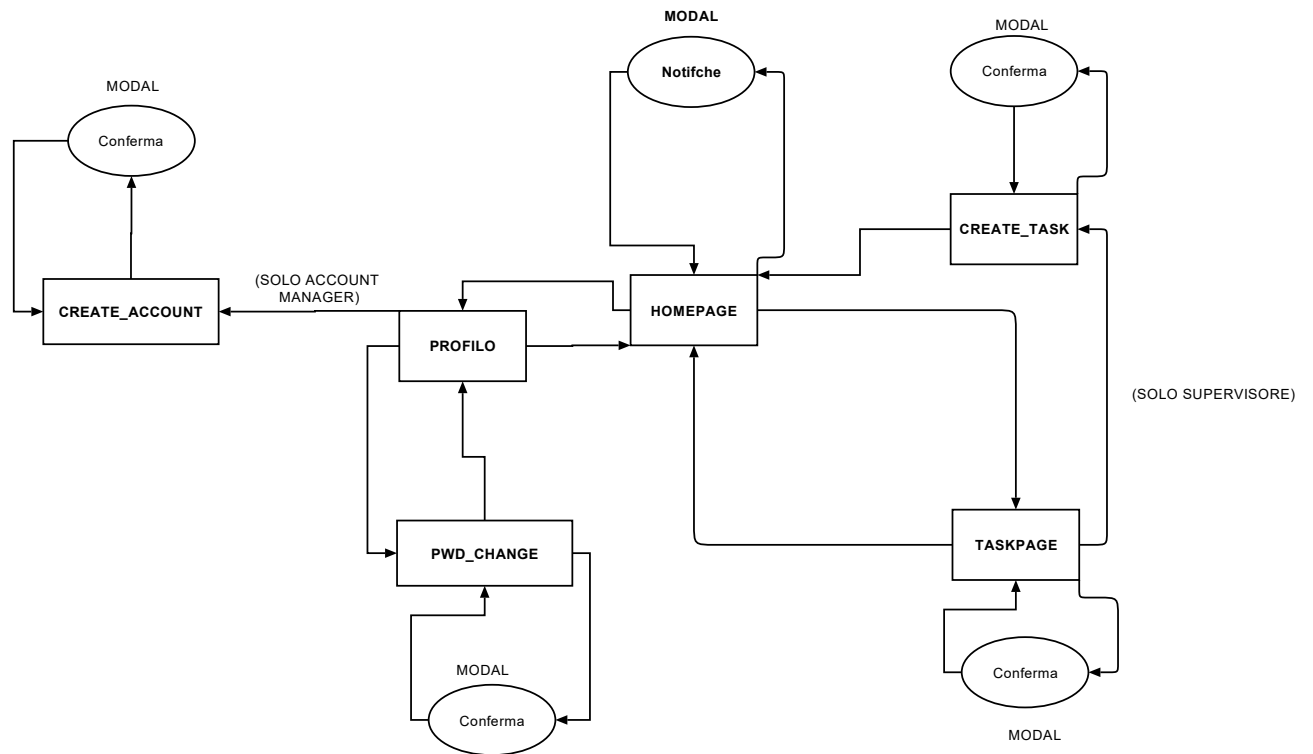 MODAL
Notifche
MODAL
Conferma
MODAL
Conferma
CREATE_TASK
(SOLO ACCOUNT
MANAGER)
CREATE_ACCOUNT
HOMEPAGE
PROFILO
(SOLO SUPERVISORE)
PWD_CHANGE
TASKPAGE
MODAL
Conferma
Conferma
MODAL